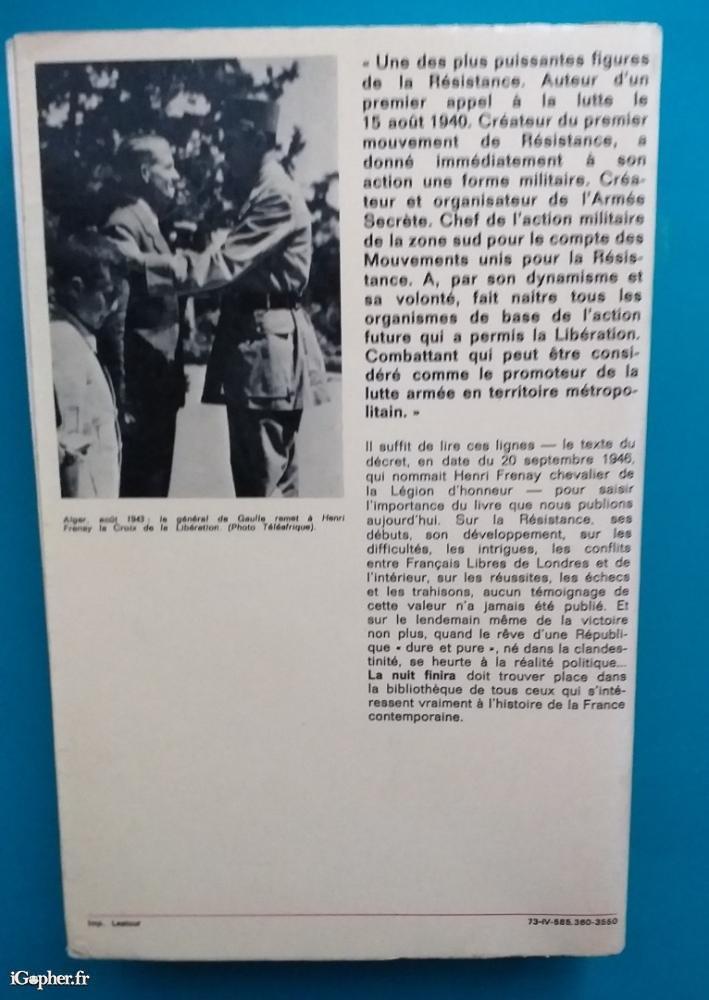 « Une des plus puissantes figures
de la Résistance. Auteur d'un
premier appel à la lutte le
15 août 1940. Créateur du premier
mouvement de Résistance, a
donné immédiatement à son
action une forme militaire. Créa-
teur et organisateur de l'Armée
Secrète. Chef de l'action militaire
de la zone sud pour le compte des
Mouvements unis pour la Résis-
tance. A, par son dynamisme et
sa volonté, fait naître tous les
organismes de base de l'action
future qui a permis la Libération.
Combattant qui peut être consi-
déré comme le promoteur de la
lutte armée en territoire métropo-
litain. »
Il suffit de lire ces lignes — le texte du
décret, en date du 20 septembre 1946,
qui nommait Henri Frenay chevalier de
la Légion d'honneur — pour saisir
l'importance du livre que nous publions
aujourd'hui. Sur la Résistance, ses
débuts, son développement, sur les
difficultés, les intrigues, les conflits
entre Français Libres de Londres et de
l'intérieur, sur les réussites, les échecs
et les trahisons, aucun témoignage de
cette valeur n'a jamais été publié. Et
sur le lendemain même de la victoire
non plus, quand le rêve d'une Républi-
que « dure et pure », né dans la clandes-
tinité, se heurte à la réalité politique...
La nuit finira doit trouver place dans
la bibliothèque de tous ceux qui s'inté-
ressent vraiment à l'histoire de la France
contemporaine.
Alger, août 1943 : le général de Gaulle remet à Henri
Frenay la Croix de la Libération. (Photo Téléafrique).
Imp.
73-IV-585.360-3550
iGopher.fr